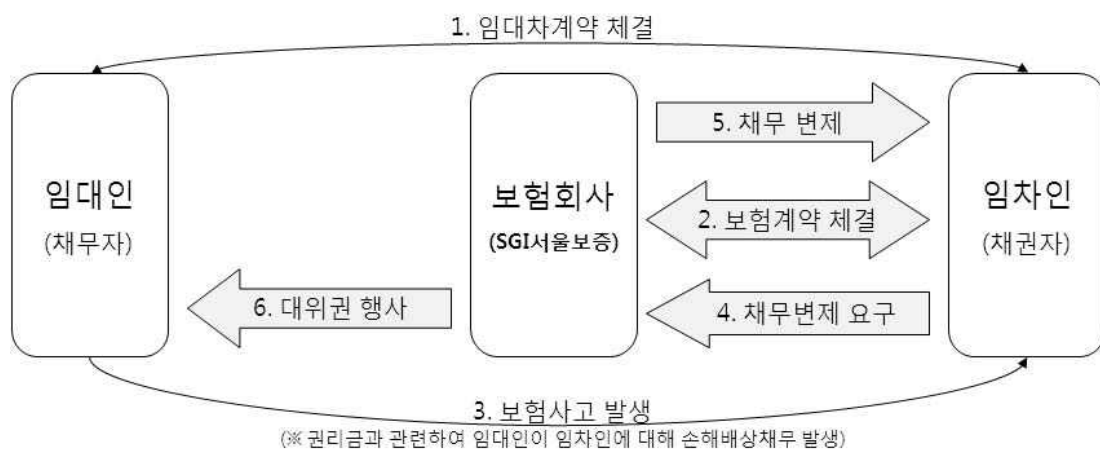 1. 임대차계약 체결
임대인
(채무자)
보험회사
(SGI서울보증)
임차인
(채권자)
5. 채무 변제
2. 보험계약 체결
6. 대위권 행사
4. 채무변제 요구
3. 보험사고 발생
(※ 권리금과 관련하여 임대인이 임차인에 대해 손해배상채무 발생)